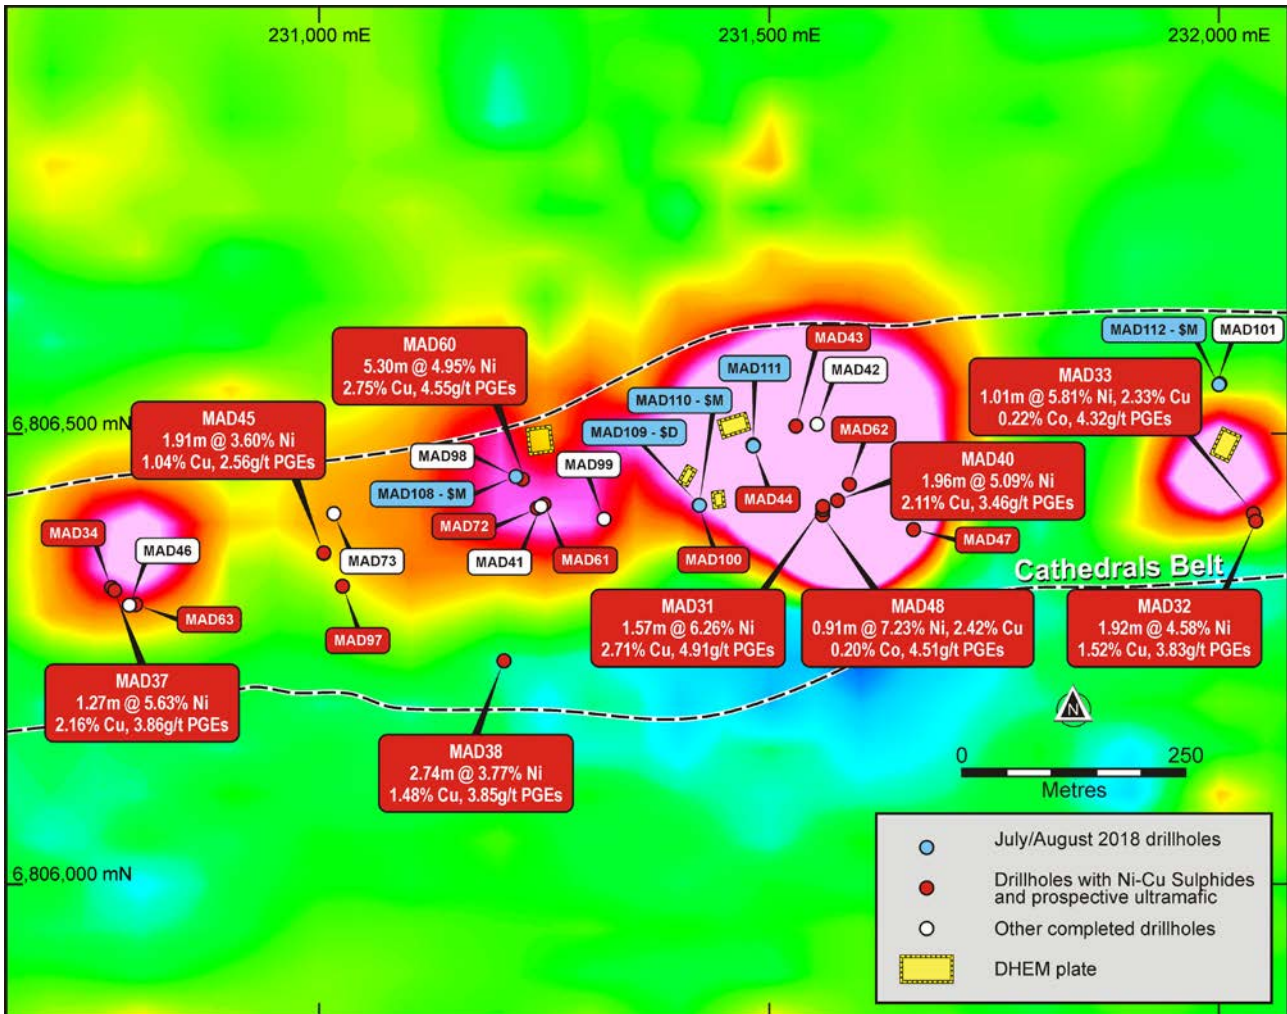 231,000 mE
231,500 mE
232,000 mE
MAD60
5.30m @ 4.95% Ni
2.75% Cu, 4.55g/t PGEs
MAD43
MAD112 - $M
MAD101
MAD111
MAD42
MAD33
1.01m @ 5.81% Ni, 2.33% Cu
0.22% Co, 4.32g/t PGEs
MAD45
1.91m @ 3.60% Ni
1.04% Cu, 2.56g/t PGEs
MAD110 - $M
6,806,500 mN
MAD109 - $D
MAD62
MAD98
MAD99
MAD40
1.96m @ 5.09% Ni
2.11% Cu, 3.46g/t PGEs
MAD108 - $M
MAD44
MAD34
MAD46
MAD72
MAD73
MAD41
MAD61
MAD100
MAD47
Cathedrals Belt
MAD63
MAD97
MAD31
1.57m @ 6.26% Ni
2.71% Cu, 4.91g/t PGEs
MAD48
0.91m @ 7.23% Ni, 2.42% Cu
0.20% Co, 4.51g/t PGEs
MAD32
1.92m @ 4.58% Ni
1.52% Cu, 3.83g/t PGEs
MAD37
1.27m @ 5.63% Ni
2.16% Cu, 3.86g/t PGEs
N
MAD38
2.74m @ 3.77% Ni
1.48% Cu, 3.85g/t PGEs
0
250
Metres
6,806,000 mN
July/August 2018 drillholes
Drillholes with Ni-Cu Sulphides
and prospective ultramafic
Other completed drillholes
DHEM plate